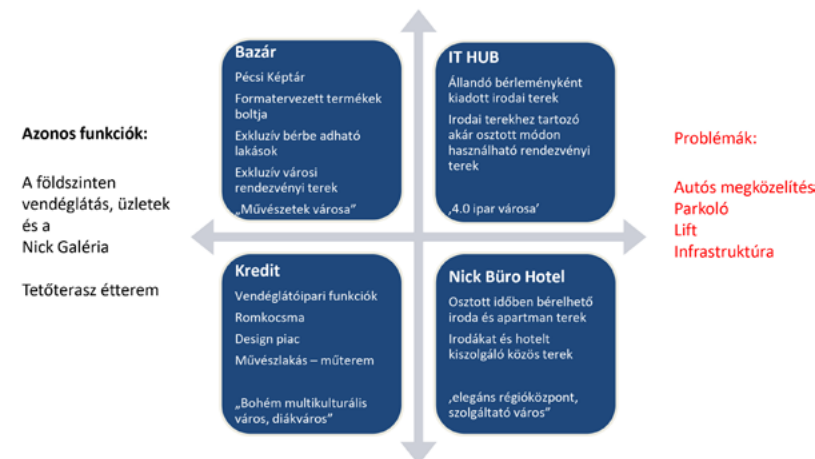 Azonos funkciók:
A földszinten
vendéglátás, üzletek
és a
Nick Galéria
Tetőterasz étterem
Bazár
Pécsi Képtár
Formatervezett termékek
boltja
Exkluzív bérbe adható
lakások
Exkluzív városi
rendezvényi terek
„Művészetek városa”
IT HUB
Állandó bérleményként
kiadott irodai terek
Irodai terekhez tartozó
akár osztott módon
használható rendezvényi
terek
‚4.0 ipar városa’
Kredit
Vendéglátóipari funkciók
Romkocsma
Design piac
Művészlakás – műterem
„Bohém multikulturális
város, diákváros”
Nick Büro Hotel
Osztott időben bérelhető
iroda és apartman terek
Irodákat és hotelt
kiszolgáló közös terek
‚elegáns régióközpont,
szolgáltató város”
Problémák:
Autós megközelítés
Parkoló
Lift
Infrastruktúra